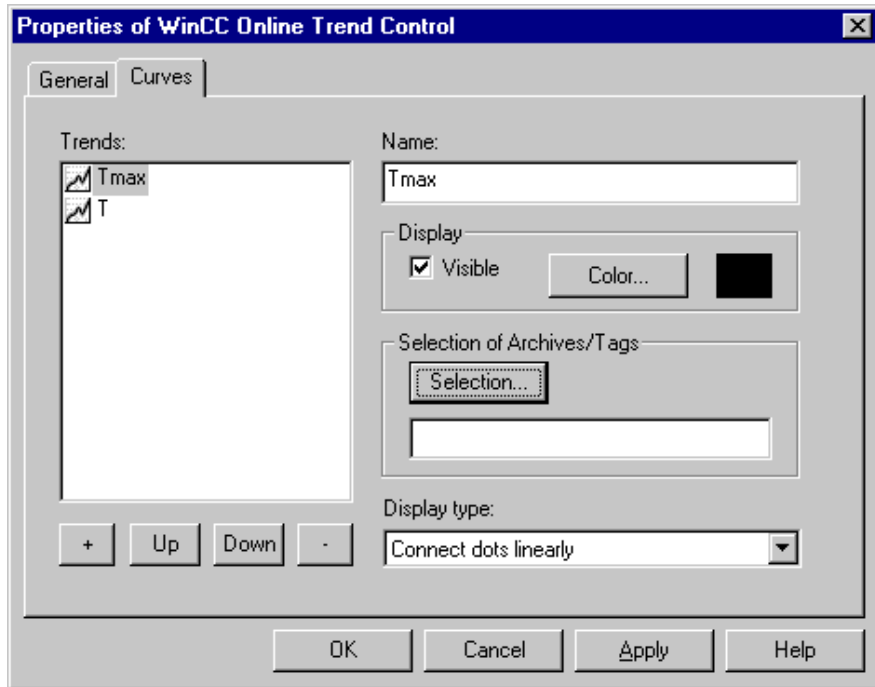 Properties of WinCC Online Trend Control
General Curves
Trends:
Tmax
T
+ Up Down -
Name:
Tmax
Display
Visible Color...
Selection of Archives/Tags
Selection...
Display type:
Connect dots linearly
OK Cancel Apply Help